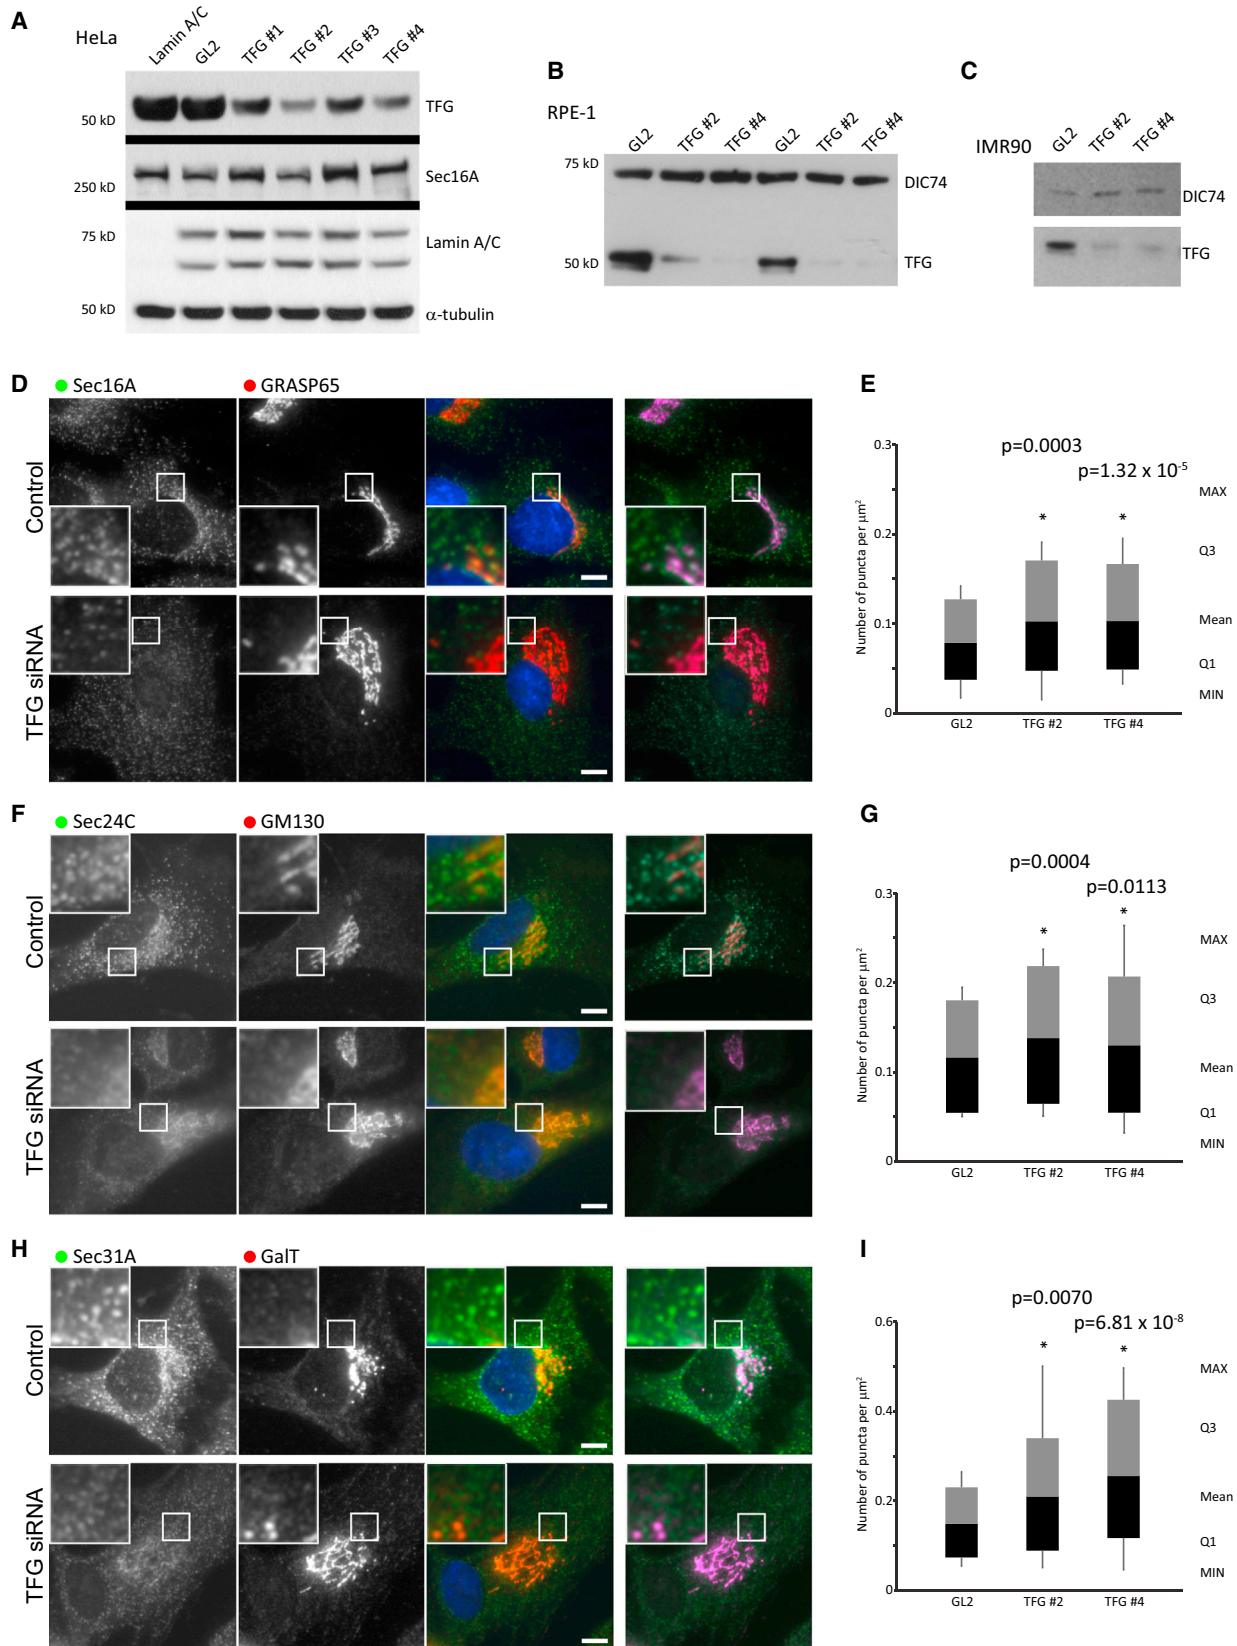 A
HeLa
Lamin A/C
GL2
TFG #1
TFG #2
TFG #3
TFG #4
50 kD
TFG
250 kD
Sec16A
75 kD
Lamin A/C
50 kD
α-tubulin
B
RPE-1
GL2
TFG #2
TFG #4
GL2
TFG #2
TFG #4
75 kD
DIC74
50 kD
TFG
C
IMR90
GL2
TFG #2
TFG #4
DIC74
TFG
D
Sec16A
GRASP65
Control
TFG siRNA
E
p=0.0003
p=1.32 x 10⁻⁵
Number of puncta per µm²
0.3
0.2
0.1
0
*
*
MAX
Q3
Mean
Q1
MIN
GL2
TFG #2
TFG #4
F
Sec24C
GM130
Control
TFG siRNA
G
p=0.0004
p=0.0113
Number of puncta per µm²
0.3
0.2
0.1
0
*
*
MAX
Q3
Mean
Q1
MIN
GL2
TFG #2
TFG #4
H
Sec31A
GalT
Control
TFG siRNA
I
p=0.0070
p=6.81 x 10⁻⁸
Number of puncta per µm²
0.6
0.4
0.2
0
*
*
MAX
Q3
Mean
Q1
MIN
GL2
TFG #2
TFG #4